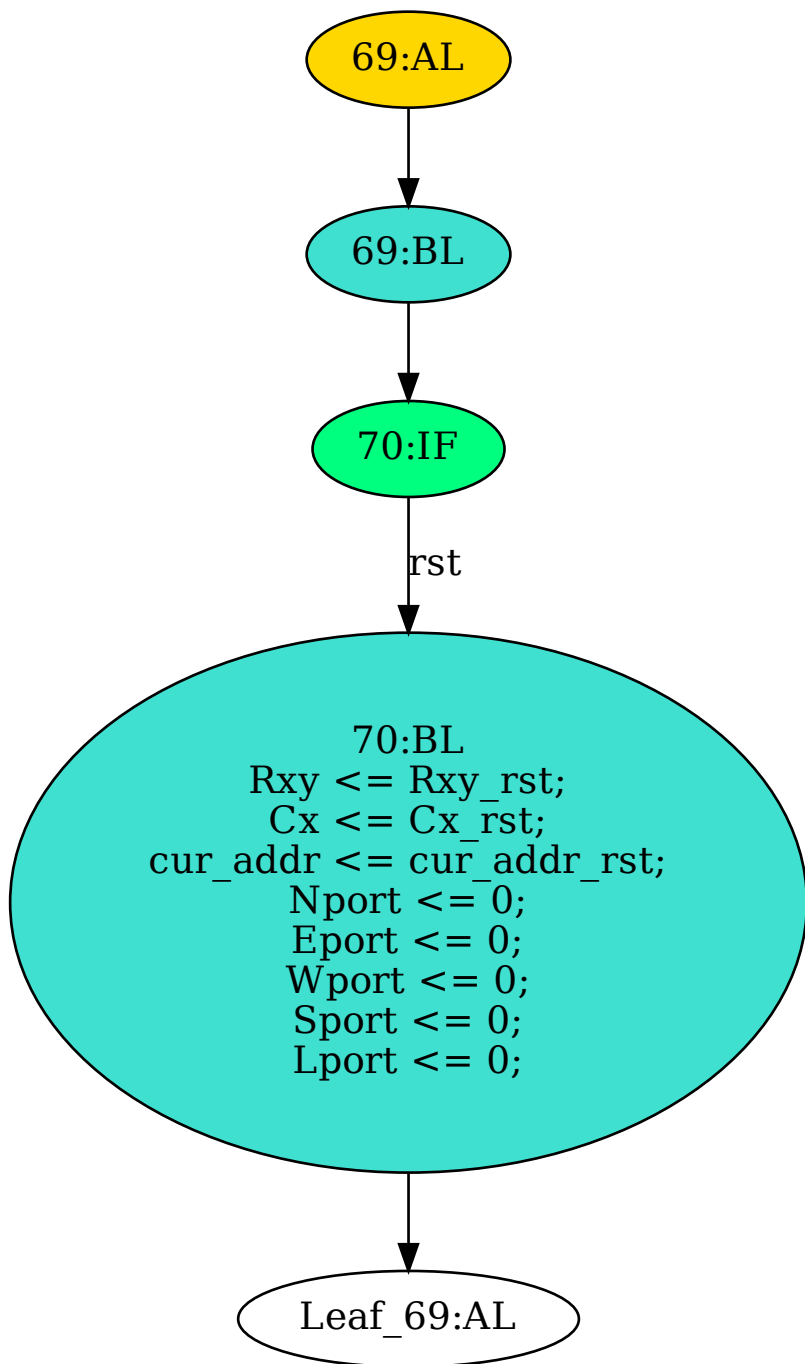 69:AL
69:BL
70:IF
rst
70:BL
Rxy <= Rxy_rst;
Cx <= Cx_rst;
cur_addr <= cur_addr_rst;
Nport <= 0;
Eport <= 0;
Wport <= 0;
Sport <= 0;
Lport <= 0;
Leaf_69:AL